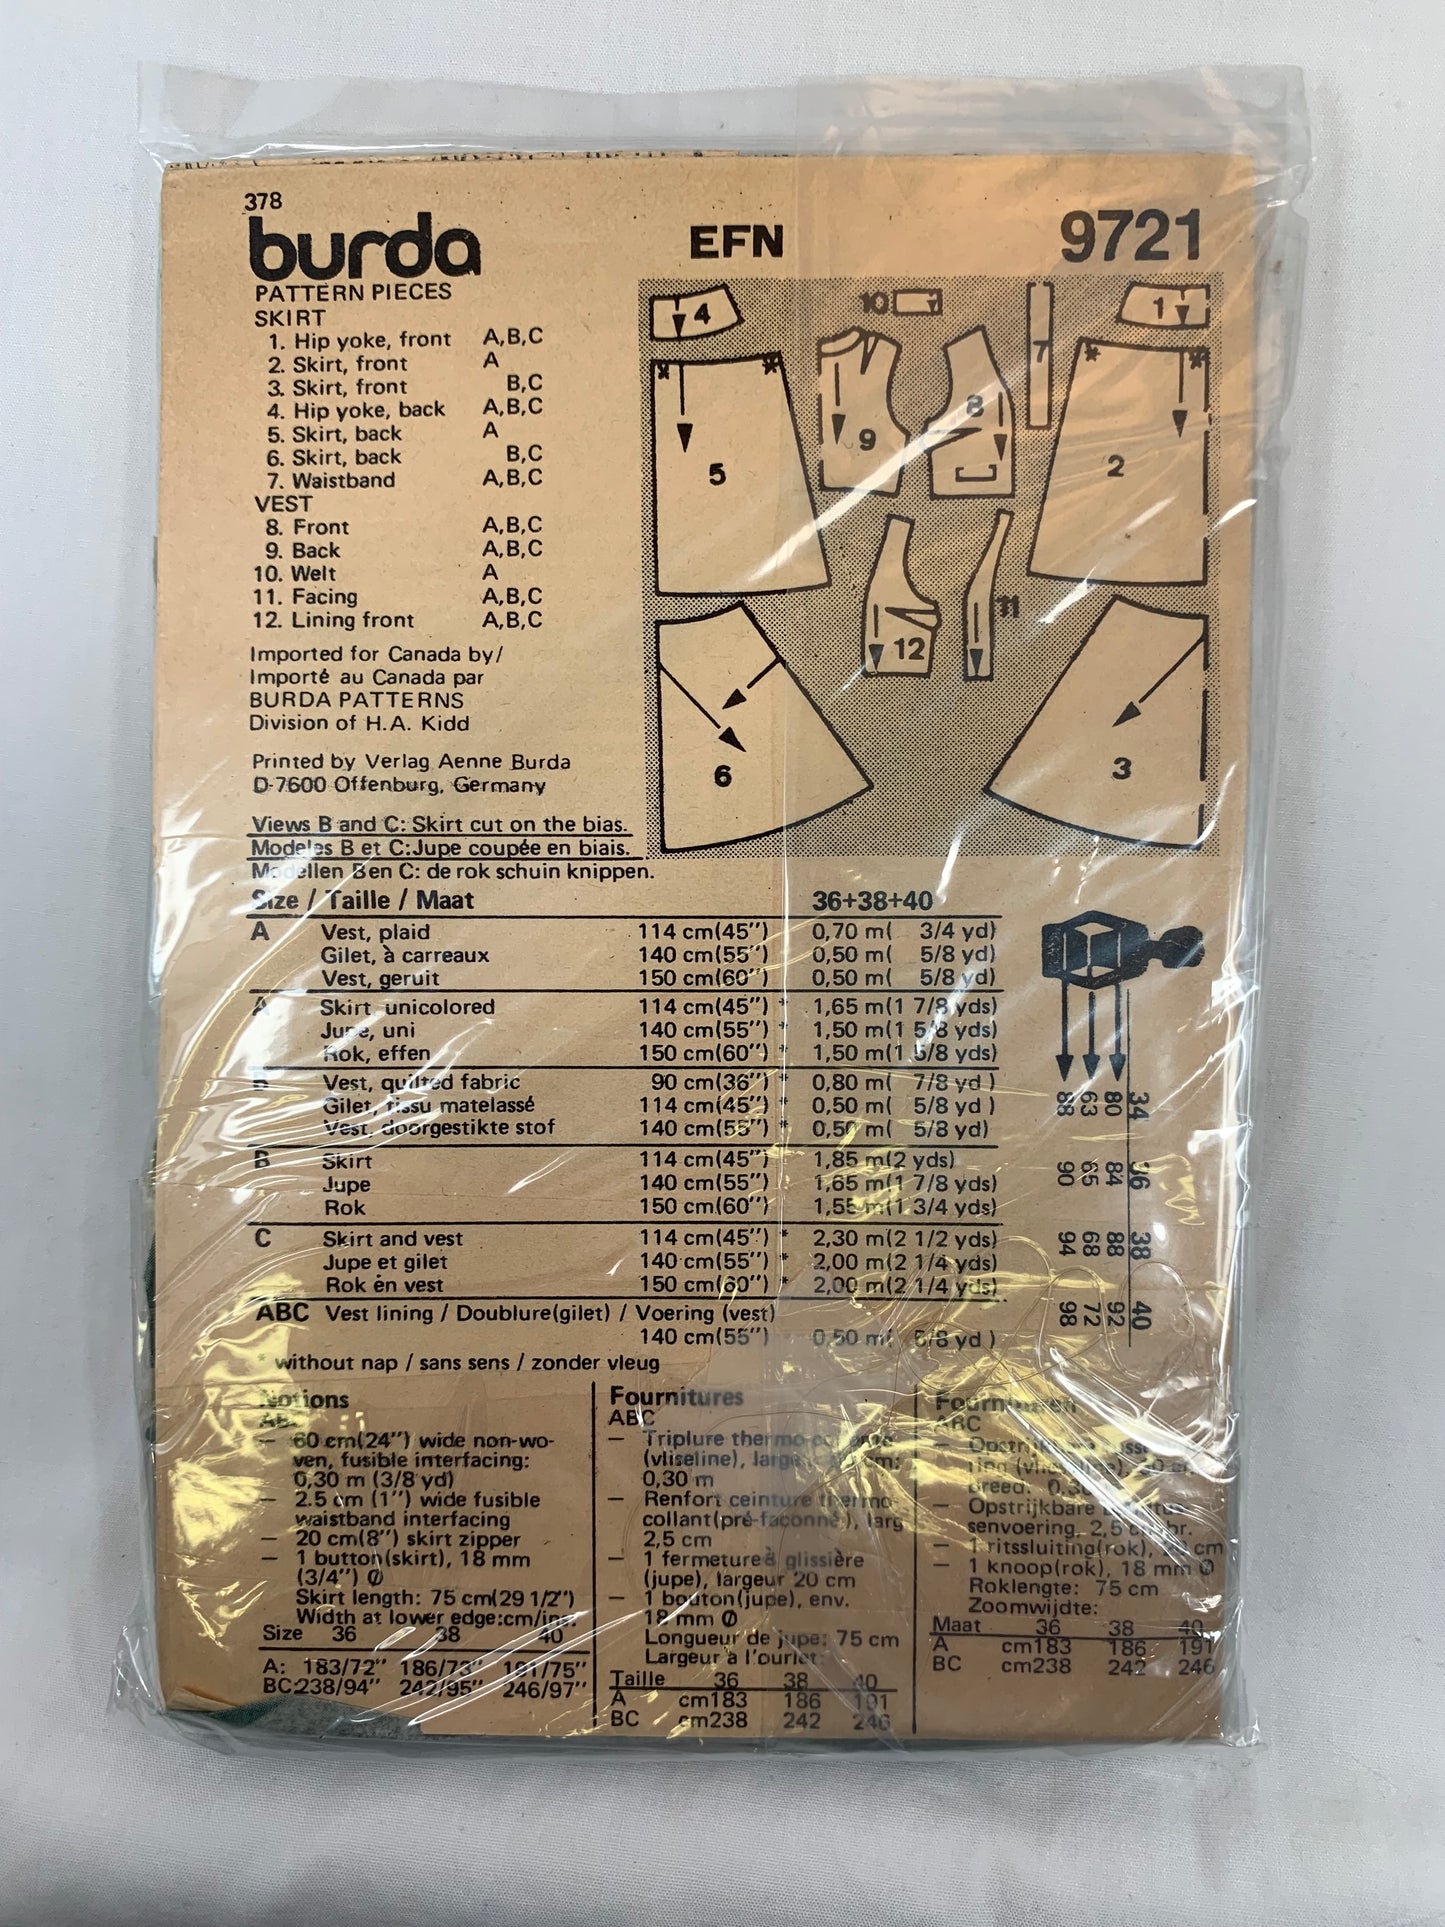 378
burda EFN 9721
PATTERN PIECES
SKIRT
1. Hip yoke, front A,B,C
2. Skirt, front A
3. Skirt, front B,C
4. Hip yoke, back A,B,C
5. Skirt, back A
6. Skirt, back B,C
7. Waistband A,B,C
VEST
8. Front A,B,C
9. Back A,B,C
10. Welt A
11. Facing A,B,C
12. Lining front A,B,C
4
10
1
7
8
9
5
2
11
12
6
3
Imported for Canada by/
Importé au Canada par
BURDA PATTERNS
Division of H.A. Kidd
Printed by Verlag Aenne Burda
D-7600 Offenburg, Germany
Views B and C: Skirt cut on the bias.
Modeles B et C:Jupe coupée en biais.
Modellen B en C: de rok schuin knippen.
Size / Taille / Maat 36+38+40
A Vest, plaid 114 cm(45”) 0,70 m( 3/4 yd)
Gilet, à carreaux 140 cm(55”) 0,50 m( 5/8 yd)
Vest, geruit 150 cm(60”) 0,50 m( 5/8 yd)
A Skirt, unicolored 114 cm(45”) * 1,65 m(1 7/8 yds)
Jupe, uni 140 cm(55”) * 1,50 m(1 5/8 yds)
Rok, effen 150 cm(60”) * 1,50 m(1 5/8 yds)
B Vest, quilted fabric 90 cm(36”) * 0,80 m( 7/8 yd )
Gilet, tissu matelassé 114 cm(45”) * 0,50 m( 5/8 yd )
Vest, doorgestikte stof 140 cm(55”) * 0,50 m( 5/8 yd)
B Skirt 114 cm(45”) 1,85 m(2 yds)
Jupe 140 cm(55”) 1,65 m(1 7/8 yds)
Rok 150 cm(60”) 1,55 m(1 3/4 yds)
C Skirt and vest 114 cm(45”) * 2,30 m(2 1/2 yds)
Jupe et gilet 140 cm(55”) * 2,00 m(2 1/4 yds)
Rok én vest 150 cm(60”) * 2,00 m(2 1/4 yds)
ABC Vest lining / Doublure(gilet) / Voering (vest)
140 cm(55”) 0,50 m( 5/8 yd )
* without nap / sans sens / zonder vleug
88 63 80 34
90 65 84 36
94 68 88 38
98 72 92 40
Notions
ABC
— 60 cm(24”) wide non-wo-
ven, fusible interfacing:
0,30 m (3/8 yd)
— 2.5 cm (1”) wide fusible
waistband interfacing
— 20 cm(8”) skirt zipper
— 1 button(skirt), 18 mm
(3/4”) Ø
Skirt length: 75 cm(29 1/2”)
Width at lower edge:cm/ins.
Size 36 38 40
A: 183/72” 186/73” 191/75”
BC:238/94” 242/95” 246/97”
Fournitures
ABC
— Triplure
(vliseline), cm:
0,30 m
— Renfort ceinture thermo-
collant(pré-façonné), larg
2,5 cm
— 1 fermeture à glissière
(jupe), largeur 20 cm
— 1 bouton(jupe), env.
18 mm Ø
Longueur de jupe: 75 cm
Largeur à l'ourlet:
Taille 36 38 40
A cm183 186 191
BC cm238 242 246
ABC
— Opstrijkbare
breed:
— Opstrijkbare
senvoering, 2,5 cm br.
— 1 ritssluiting(rok), cm
— 1 knoop(rok), 18 mm Ø
Roklengte: 75 cm
Zoomwijdte:
Maat 36 38 40
A cm183 186 191
BC cm238 242 246